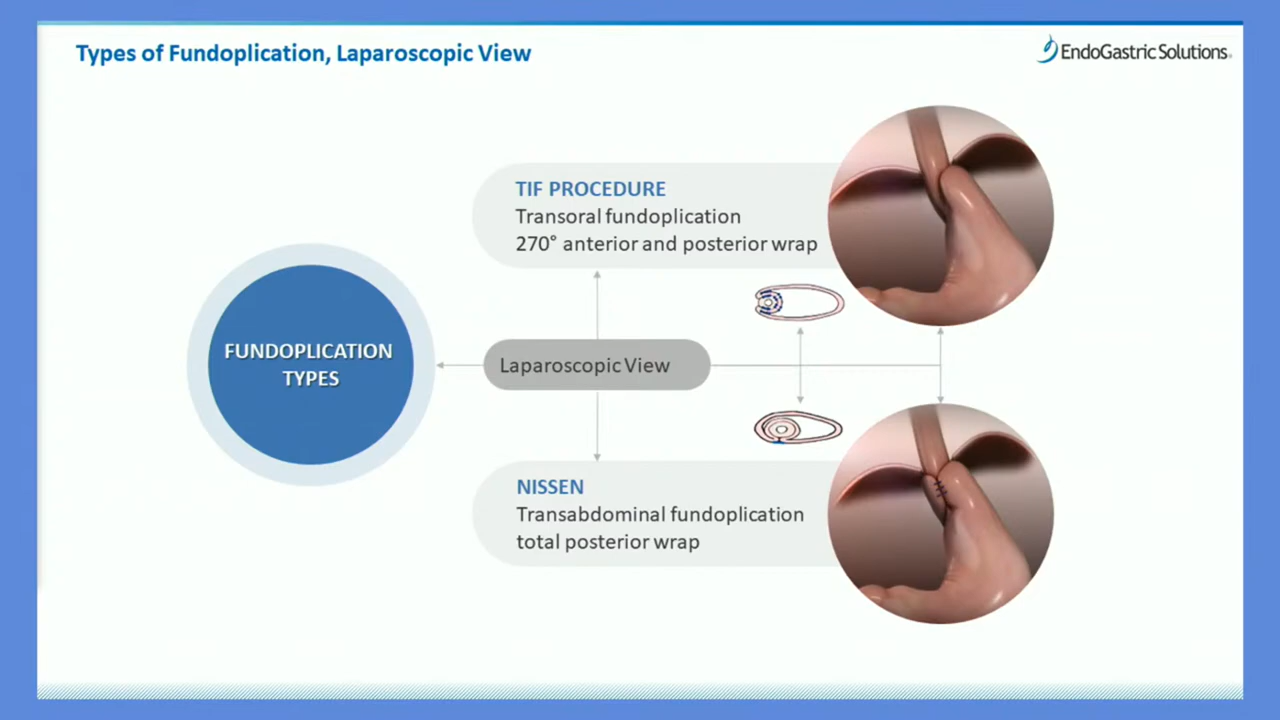 Types of Fundoplication, Laparoscopic View
EndoGastric Solutions
TIF PROCEDURE
Transoral fundoplication
270° anterior and posterior wrap
FUNDOPLICATION
TYPES
Laparoscopic View
NISSEN
Transabdominal fundoplication
total posterior wrap